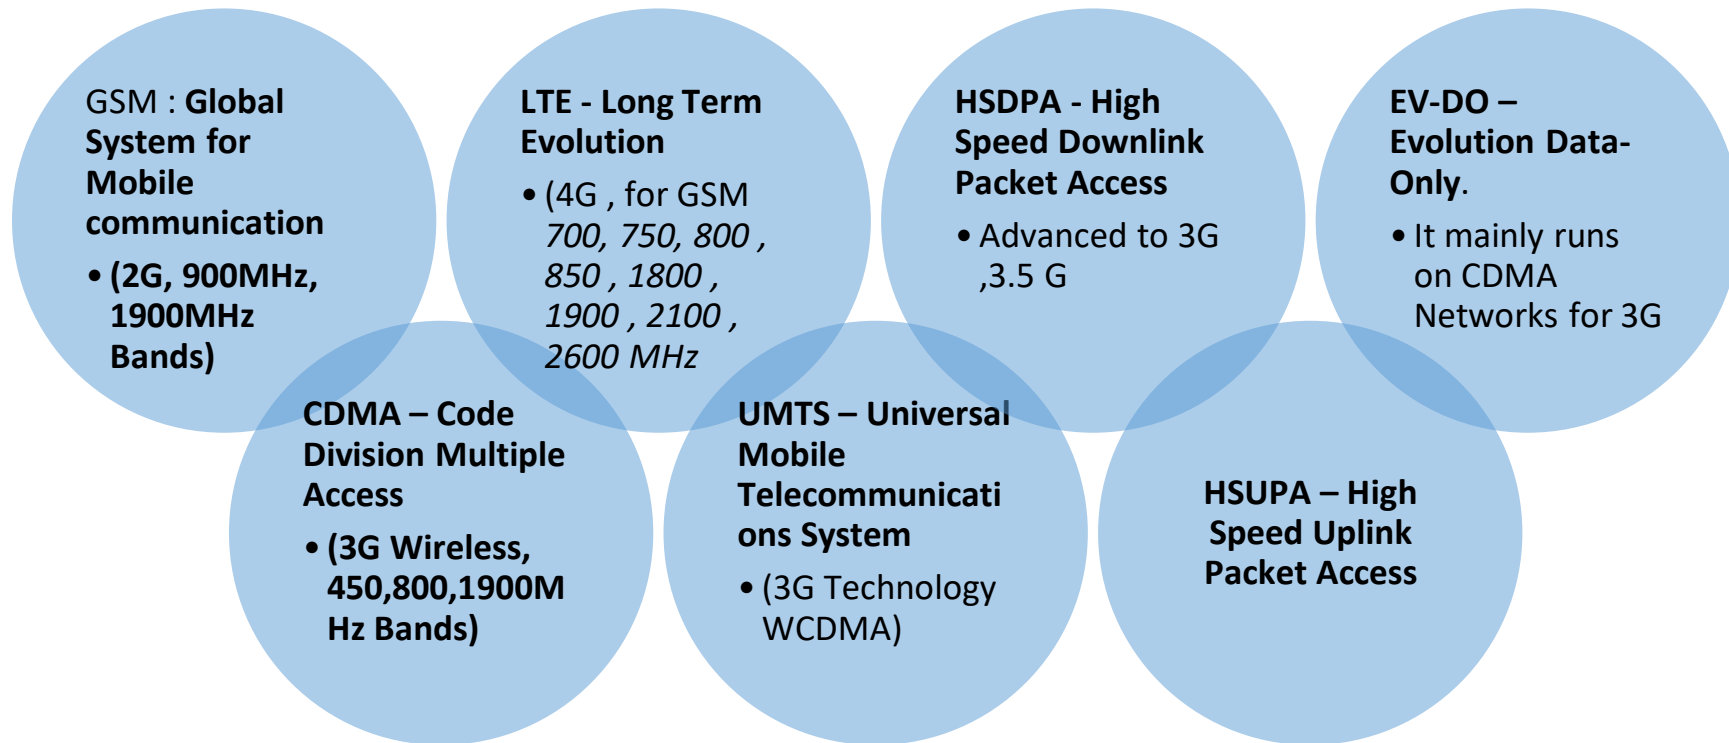 GSM : Global
System for
Mobile
communication
• (2G, 900MHz,
1900MHz
Bands)
CDMA – Code
Division Multiple
Access
• (3G Wireless,
450,800,1900M
Hz Bands)
LTE - Long Term
Evolution
• (4G , for GSM
700, 750, 800 ,
850 , 1800 ,
1900 , 2100 ,
2600 MHz
UMTS – Universal
Mobile
Telecommunicati
ons System
• (3G Technology
WCDMA)
HSDPA - High
Speed Downlink
Packet Access
• Advanced to 3G
,3.5 G
HSUPA – High
Speed Uplink
Packet Access
EV-DO –
Evolution Data-
Only.
• It mainly runs
on CDMA
Networks for 3G